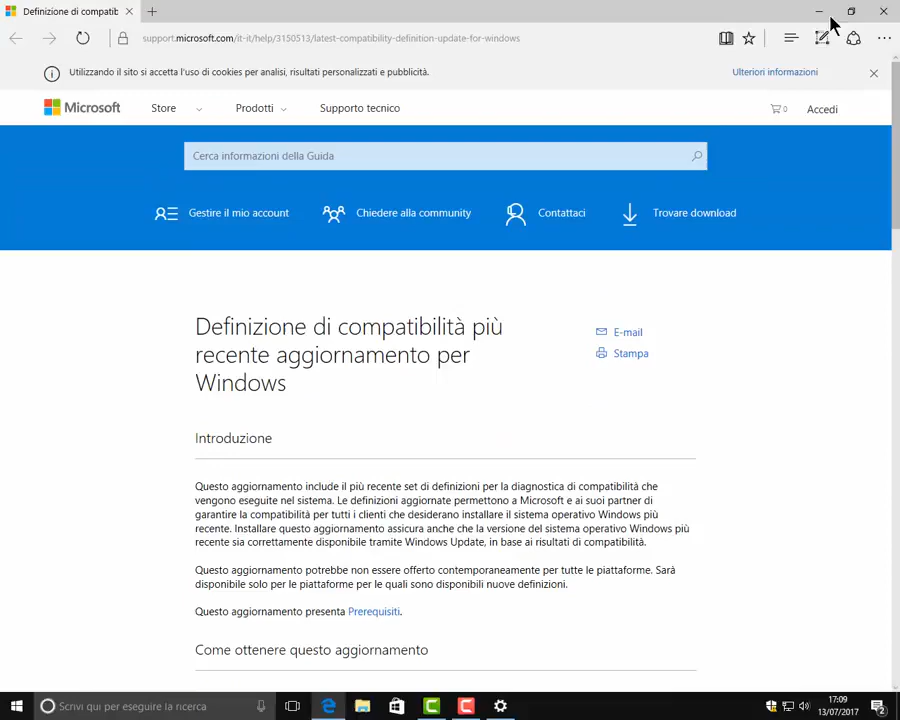 Definizione di compatib
support.microsoft.com/it-it/help/3150513/latest-compatibility-definition-update-for-windows
Utilizzando il sito si accetta l'uso di cookies per analisi, risultati personalizzati e pubblicità.
Ulteriori informazioni
Microsoft
Store
Prodotti
Supporto tecnico
0
Accedi
Cerca informazioni della Guida
Gestire il mio account
Chiedere alla community
Contattaci
Trovare download
Definizione di compatibilità più
recente aggiornamento per
Windows
E-mail
Stampa
Introduzione
Questo aggiornamento include il più recente set di definizioni per la diagnostica di compatibilità che
vengono eseguite nel sistema. Le definizioni aggiornate permettono a Microsoft e ai suoi partner di
garantire la compatibilità per tutti i clienti che desiderano installare il sistema operativo Windows più
recente. Installare questo aggiornamento assicura anche che la versione del sistema operativo Windows più
recente sia correttamente disponibile tramite Windows Update, in base ai risultati di compatibilità.
Questo aggiornamento potrebbe non essere offerto contemporaneamente per tutte le piattaforme. Sarà
disponibile solo per le piattaforme per le quali sono disponibili nuove definizioni.
Questo aggiornamento presenta Prerequisiti.
Come ottenere questo aggiornamento
Scrivi qui per eseguire la ricerca
17:09
13/07/2017
2